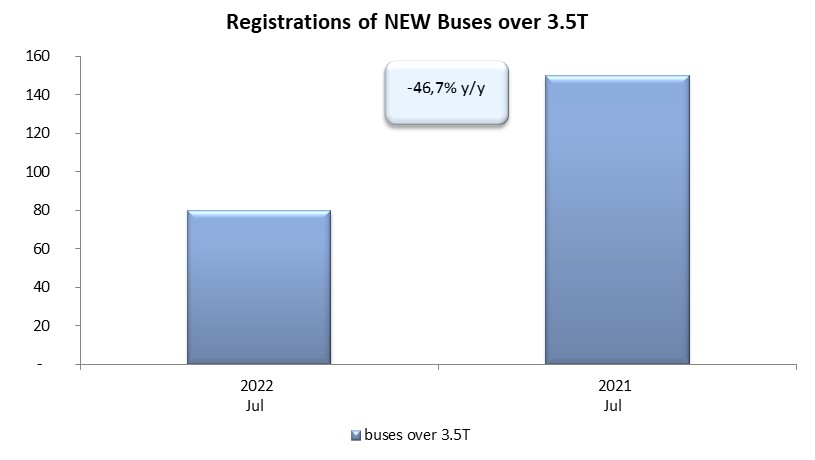 Registrations of NEW Buses over 3.5T
160
140
120
100
80
60
40
20
-
-46,7% y/y
2022
Jul
2021
Jul
buses over 3.5T